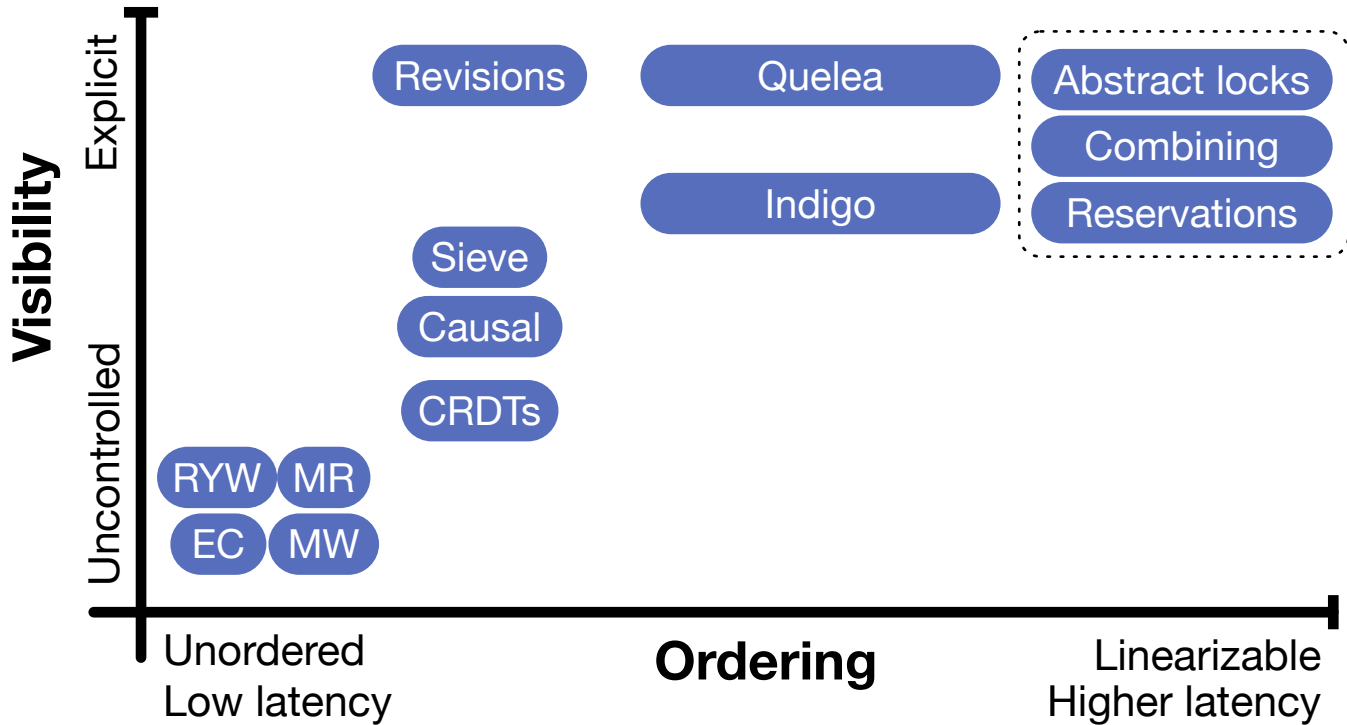 Visibility
Explicit
Uncontrolled
Revisions
Quelea
Abstract locks
Combining
Reservations
Indigo
Sieve
Causal
CRDTs
RYW
MR
EC
MW
Unordered
Low latency
Ordering
Linearizable
Higher latency